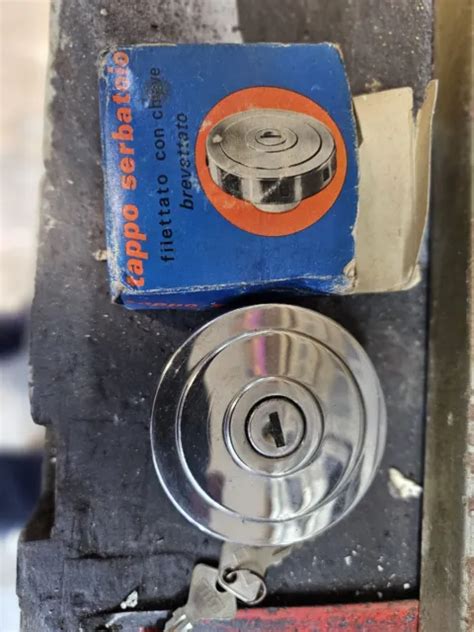 tappo serbatoio
filettato con chiave
brevettato